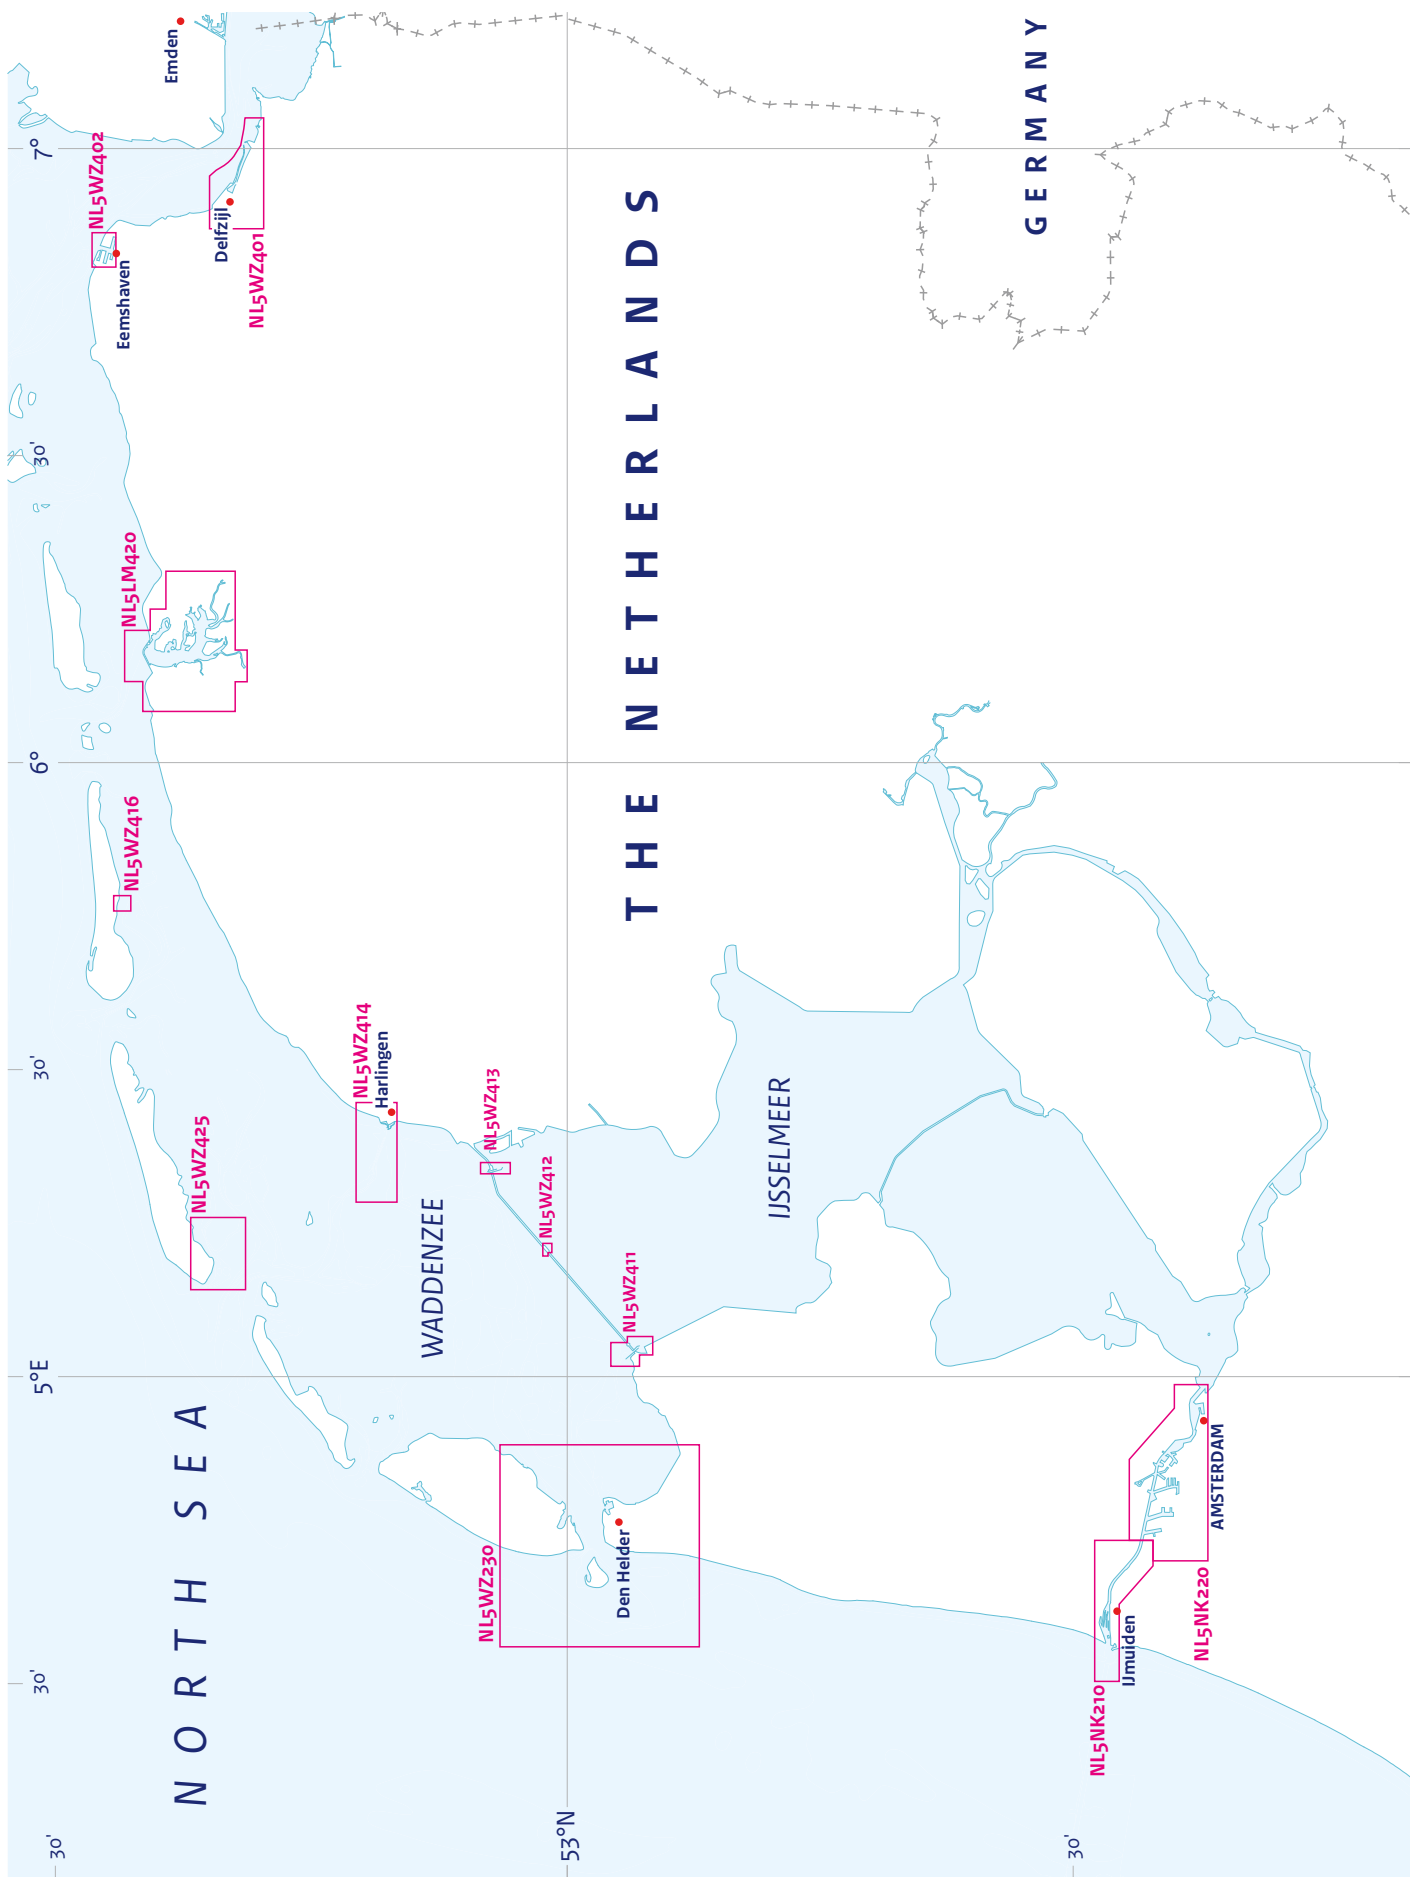 Emden
7°
NL5WZ402
Eemshaven
Delfzijl
NL5WZ401
GERMANY
30'
NL5LM420
THE NETHERLANDS
6°
NL5WZ416
30'
NL5WZ414
Harlingen
NL5WZ413
NL5WZ425
NL5WZ412
WADDENZEE
IJSSELMEER
NL5WZ411
5°E
NORTH SEA
NL5WZ230
Den Helder
AMSTERDAM
NL5NK220
IJmuiden
NL5NK210
30'
30'
53°N
30'